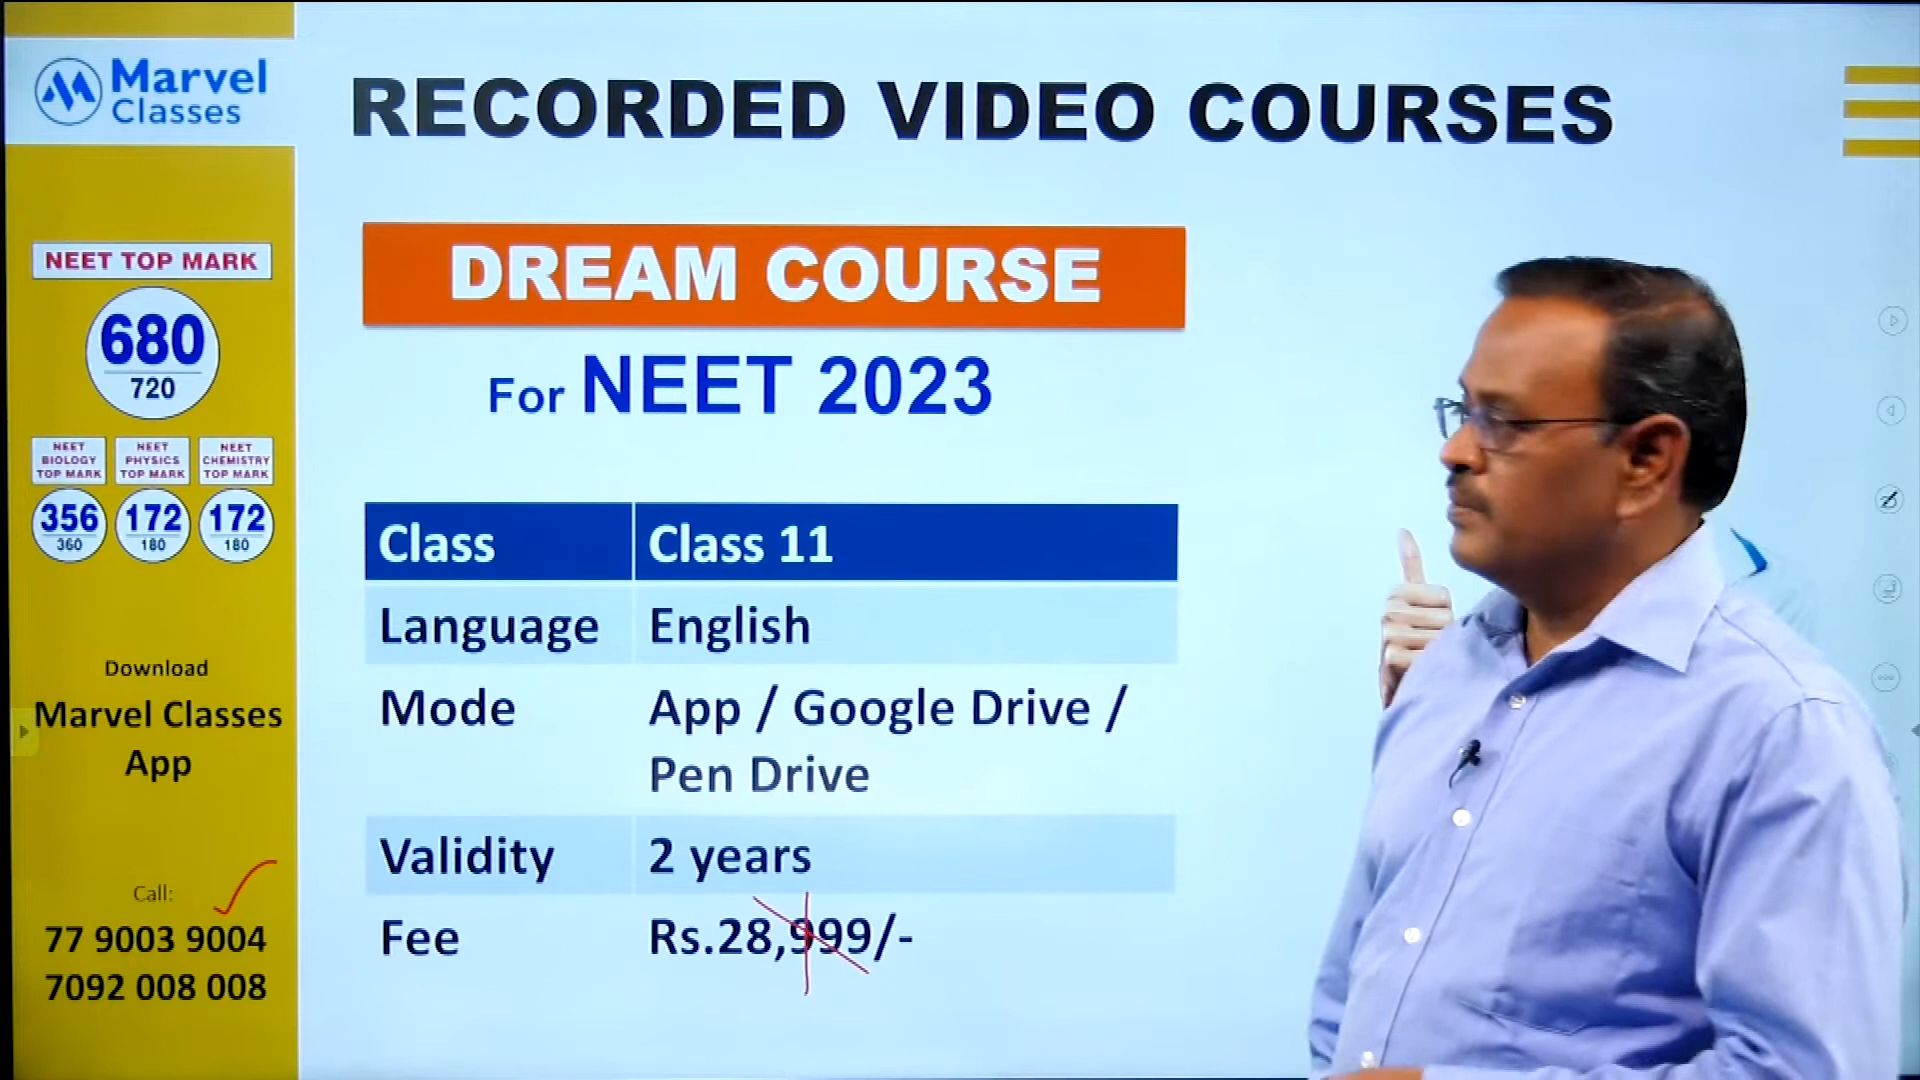 Marvel
Classes
RECORDED VIDEO COURSES
NEET TOP MARK
680
720
NEET
BIOLOGY
TOP MARK
356
360
NEET
PHYSICS
TOP MARK
172
180
NEET
CHEMISTRY
TOP MARK
172
180
Download
Marvel Classes
App
Call:
77 9003 9004
7092 008 008
DREAM COURSE
For NEET 2023
Class Class 11
Language English
Mode App / Google Drive /
Pen Drive
Validity 2 years
Fee Rs.28,999/-